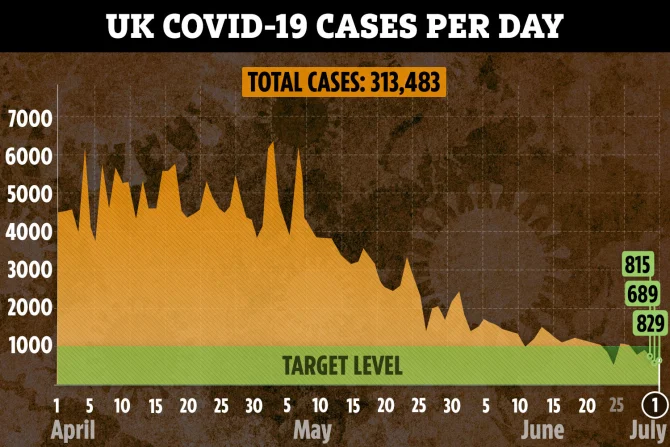 UK COVID-19 CASES PER DAY
TOTAL CASES: 313,483
7000
6000
5000
4000
3000
2000
1000
815
689
829
TARGET LEVEL
1 5 10 15 20 25 30 5 10 15 20 25 30 5 10 15 20 25 1
April May June July